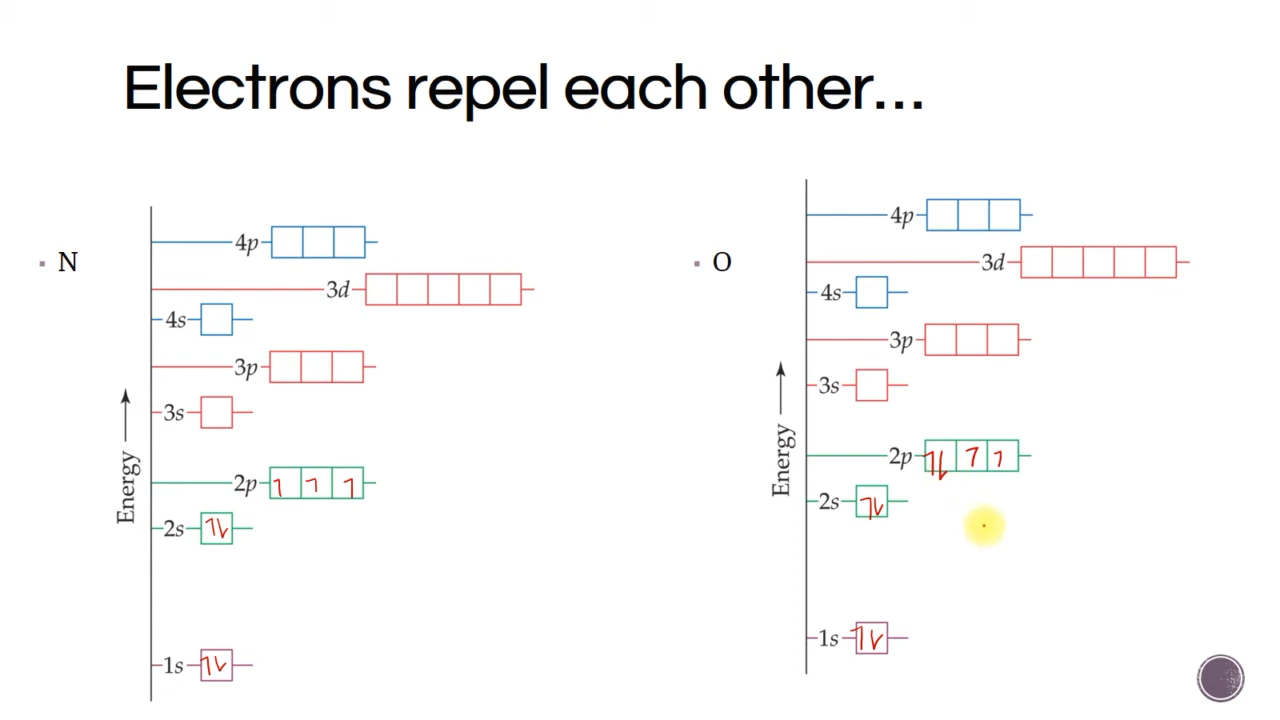 Electrons repel each other...
N
4p
3d
4s
3p
3s
2p
2s
1s
Energy
O
4p
3d
4s
3p
3s
2p
2s
1s
Energy